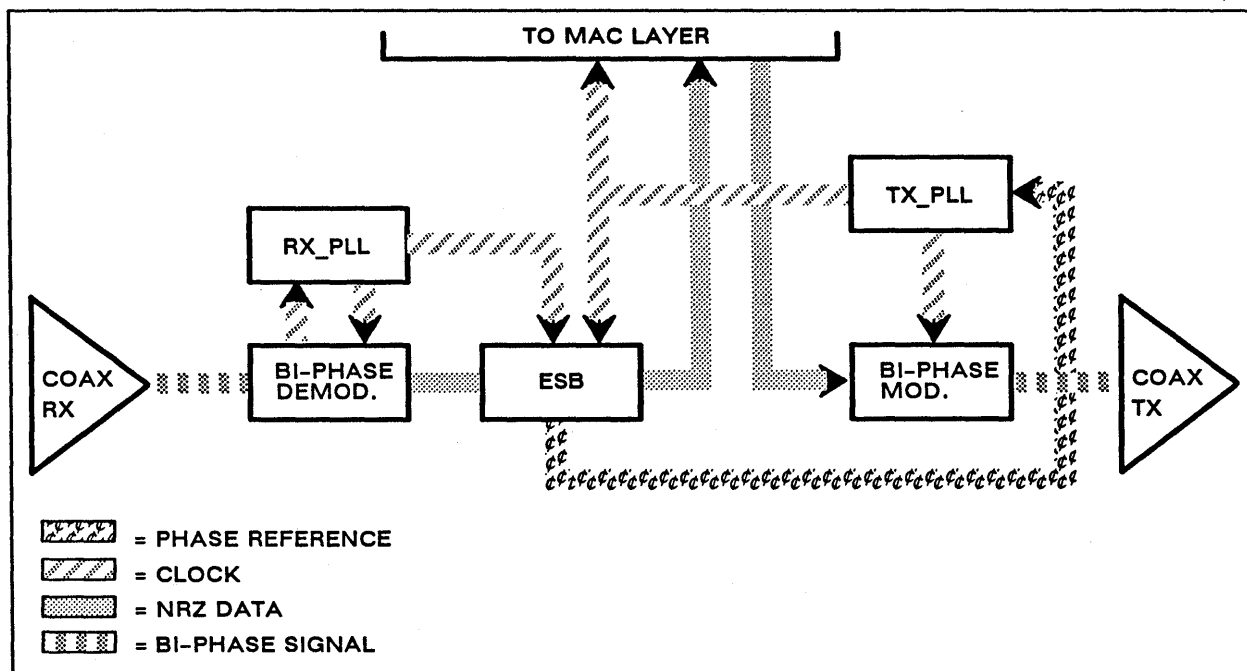 TO MAC LAYER
TX_PLL
RX_PLL
COAX
RX
BI-PHASE
DEMOD.
ESB
BI-PHASE
MOD.
COAX
TX
= PHASE REFERENCE
= CLOCK
= NRZ DATA
= BI-PHASE SIGNAL